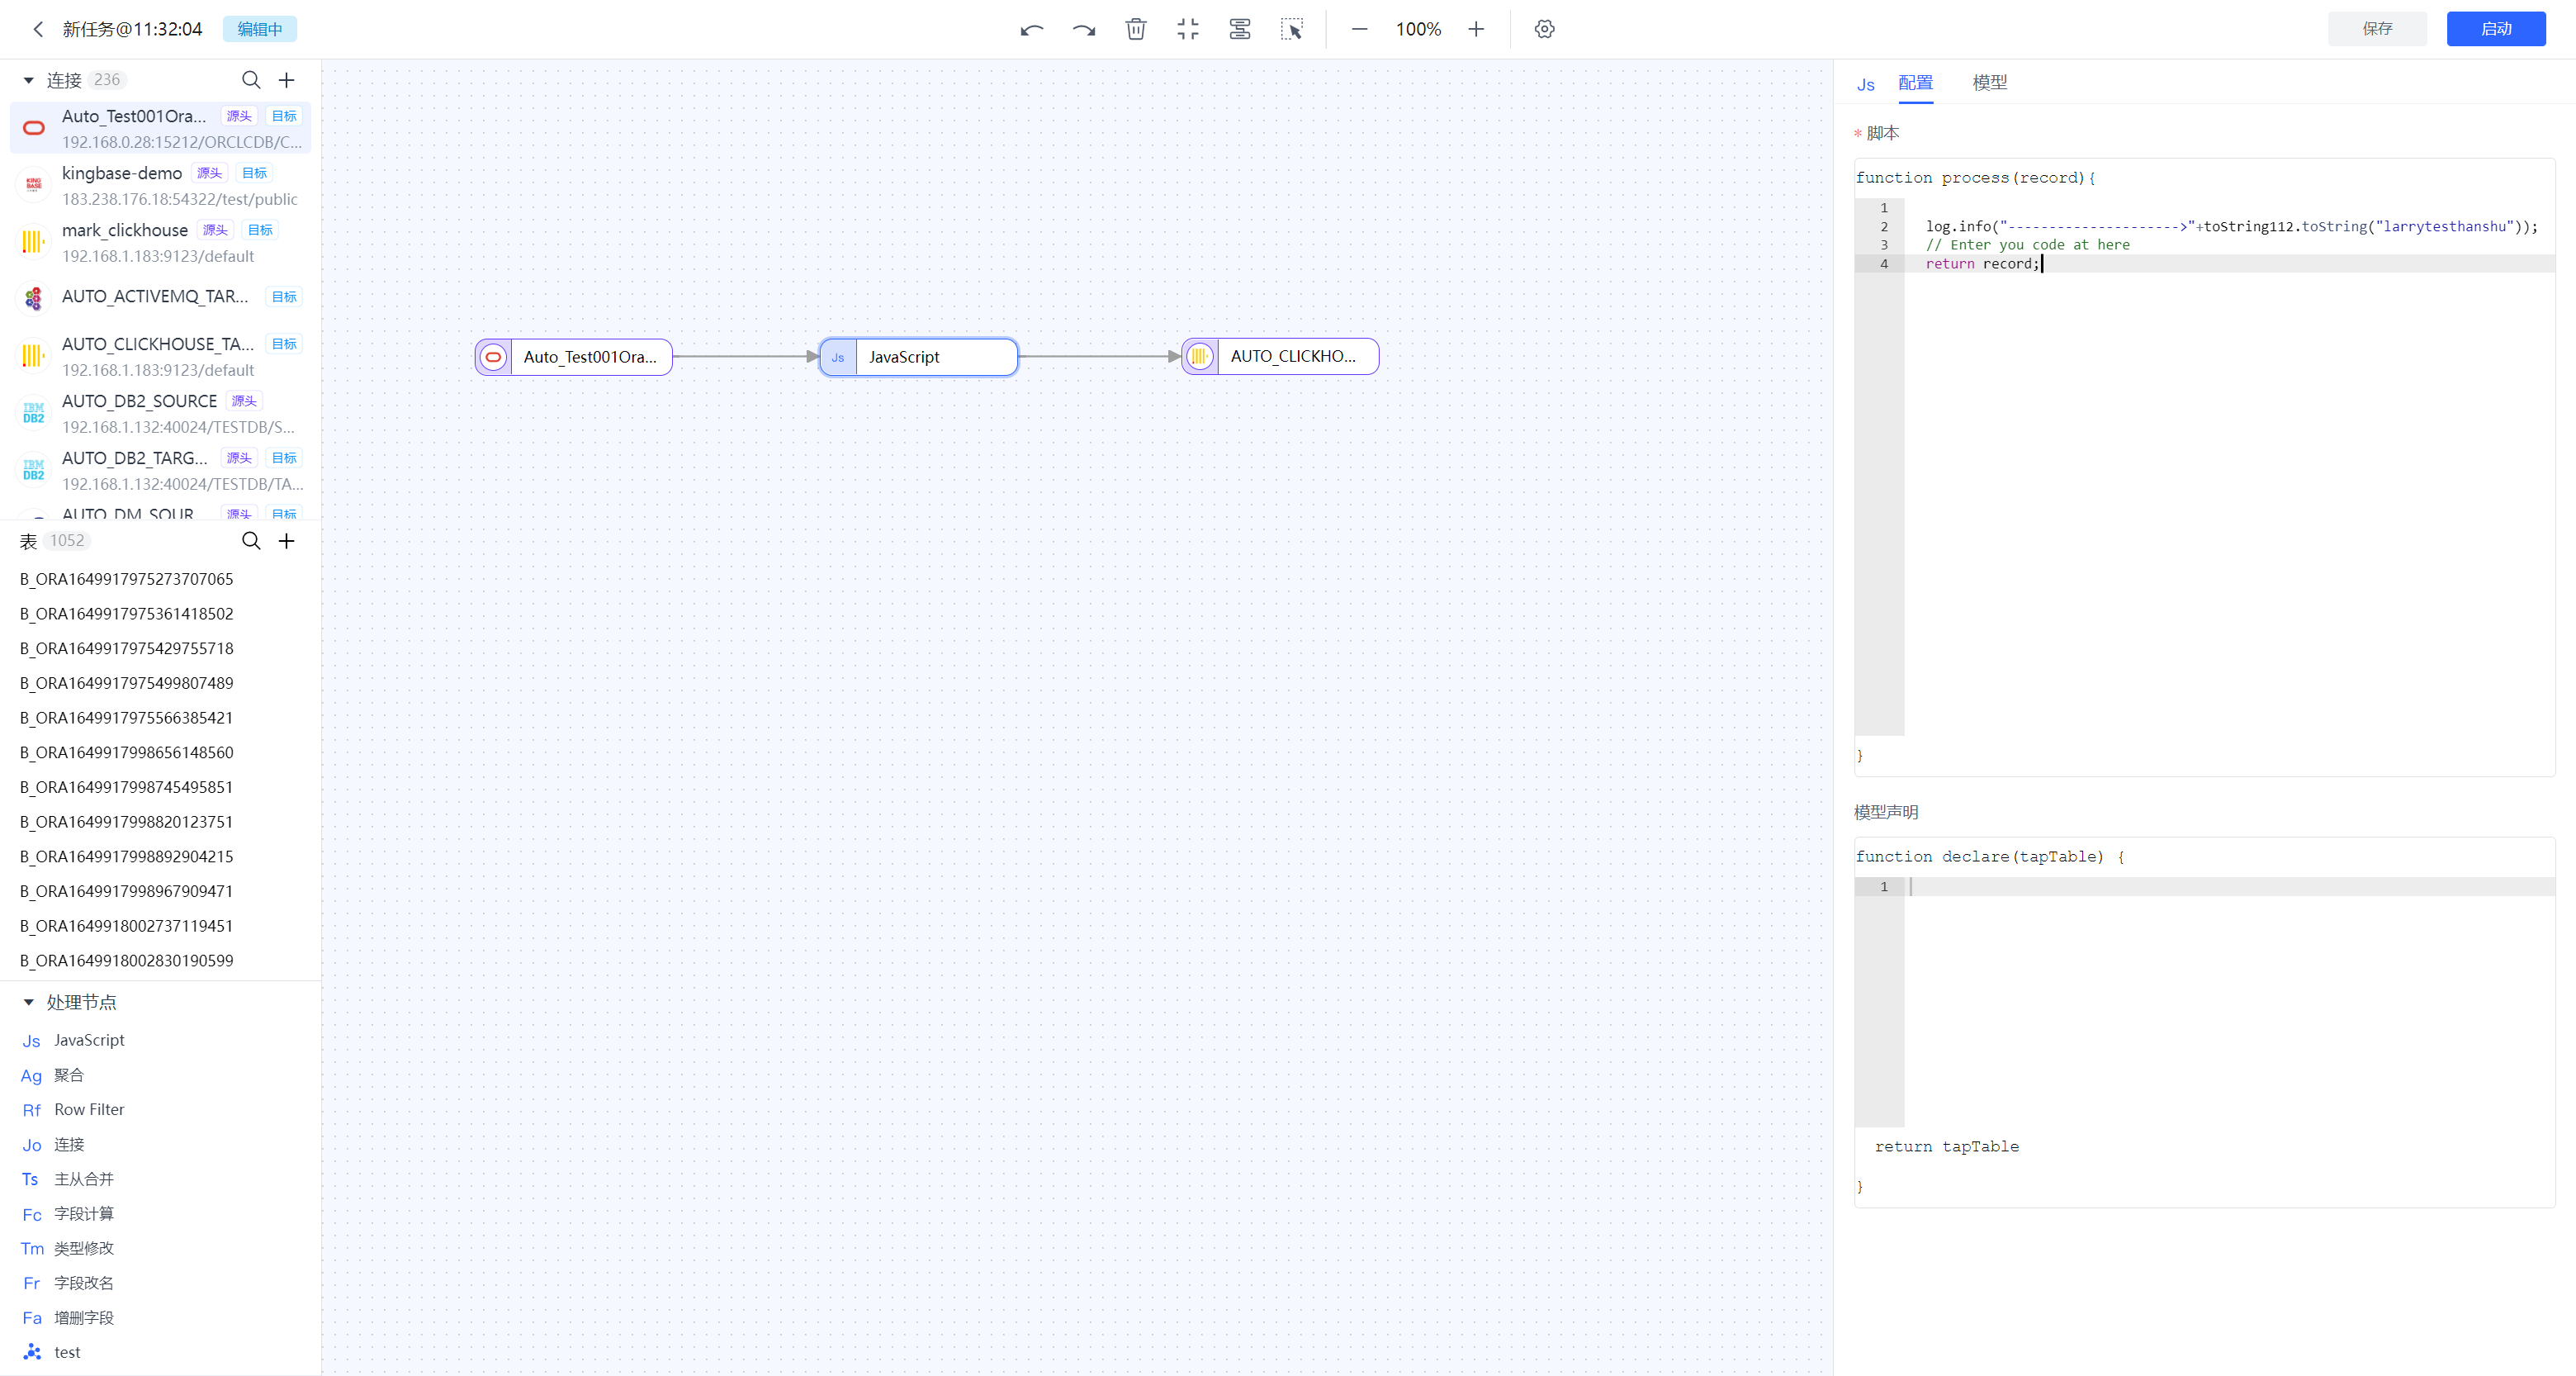 新任务@11:32:04 编辑中
100%
保存 启动
连接 236
Auto_Test001Ora... 源头 目标
192.168.0.28:15212/ORCLCDB/C...
kingbase-demo 源头 目标
183.238.176.18:54322/test/public
mark_clickhouse 源头 目标
192.168.1.183:9123/default
AUTO_ACTIVEMQ_TAR... 目标
AUTO_CLICKHOUSE_TA... 目标
192.168.1.183:9123/default
AUTO_DB2_SOURCE 源头
192.168.1.132:40024/TESTDB/S...
AUTO_DB2_TARG... 源头 目标
192.168.1.132:40024/TESTDB/TA...
AUTO_DM_SOUR 源头 目标
表 1052
B_ORA1649917975273707065
B_ORA1649917975361418502
B_ORA1649917975429755718
B_ORA1649917975499807489
B_ORA1649917975566385421
B_ORA1649917998656148560
B_ORA1649917998745495851
B_ORA1649917998820123751
B_ORA1649917998892904215
B_ORA1649917998967909471
B_ORA1649918002737119451
B_ORA1649918002830190599
处理节点
Js JavaScript
Ag 聚合
Rf Row Filter
Jo 连接
Ts 主从合并
Fc 字段计算
Tm 类型修改
Fr 字段改名
Fa 增删字段
test
Auto_Test001Ora...
Js JavaScript
AUTO_CLICKHO...
Js 配置 模型
* 脚本
function process(record){
1
2 log.info("--------------------->"+toString112.toString("larrytesthanshu"));
3 // Enter you code at here
4 return record;
}
模型声明
function declare(tapTable) {
1
return tapTable
}